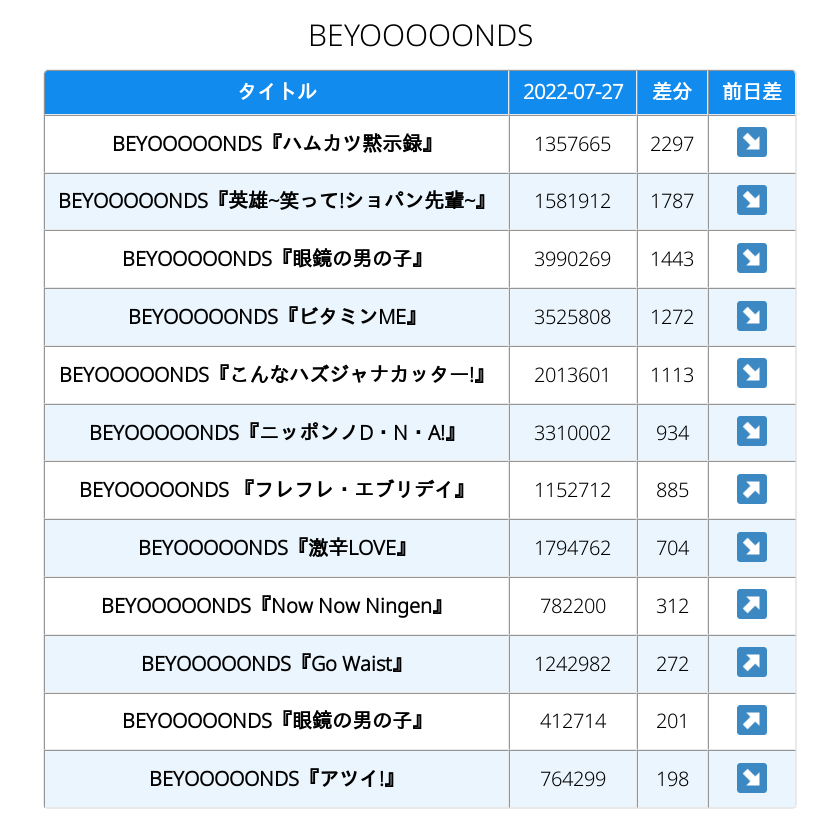 BEYOOOOONDS
タイトル 2022-07-27 差分 前日差
BEYOOOOONDS『ハムカツ黙示録』 1357665 2297 ↘
BEYOOOOONDS『英雄~笑って!ショパン先輩~』 1581912 1787 ↘
BEYOOOOONDS『眼鏡の男の子』 3990269 1443 ↘
BEYOOOOONDS『ビタミンME』 3525808 1272 ↘
BEYOOOOONDS『こんなハズジャナカッター!』 2013601 1113 ↘
BEYOOOOONDS『ニッポンノD・N・A!』 3310002 934 ↘
BEYOOOOONDS 『フレフレ・エブリデイ』 1152712 885 ↗
BEYOOOOONDS『激辛LOVE』 1794762 704 ↘
BEYOOOOONDS『Now Now Ningen』 782200 312 ↗
BEYOOOOONDS『Go Waist』 1242982 272 ↗
BEYOOOOONDS『眼鏡の男の子』 412714 201 ↗
BEYOOOOONDS『アツイ!』 764299 198 ↘